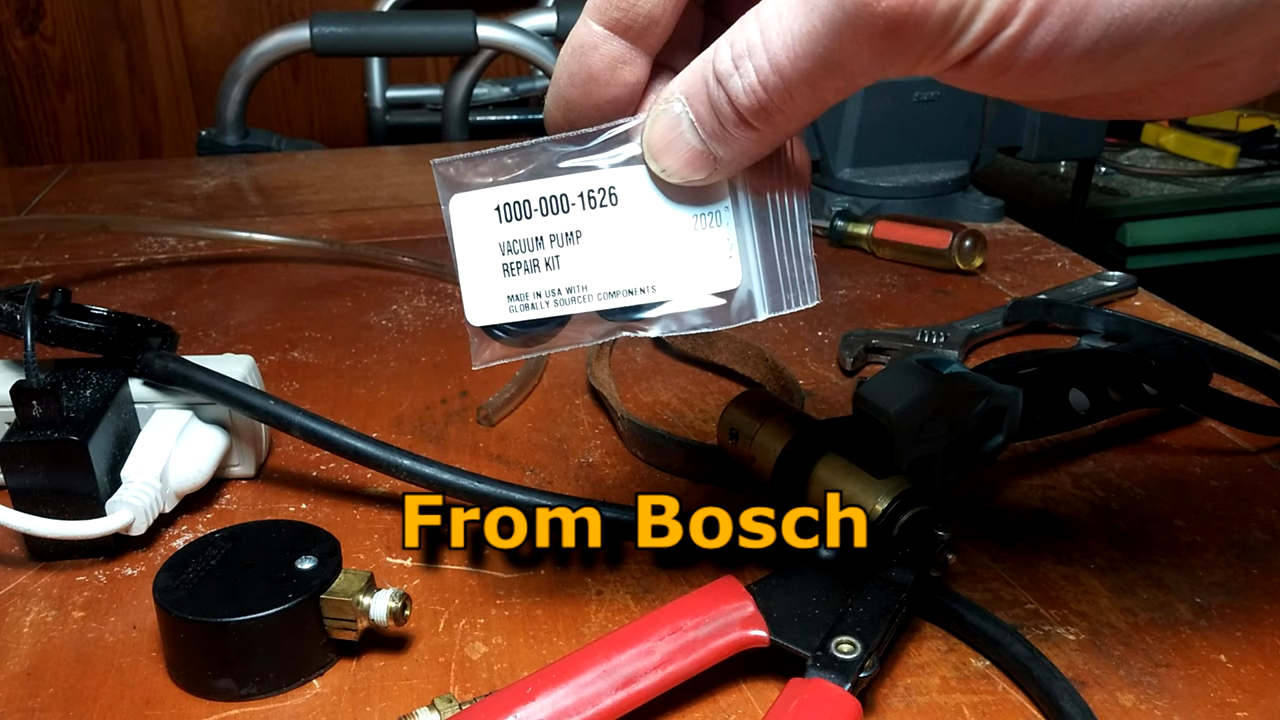 1000-000-1626
2020
VACUUM PUMP
REPAIR KIT
MADE IN USA WITH
GLOBALLY SOURCED COMPONENTS
From Bosch